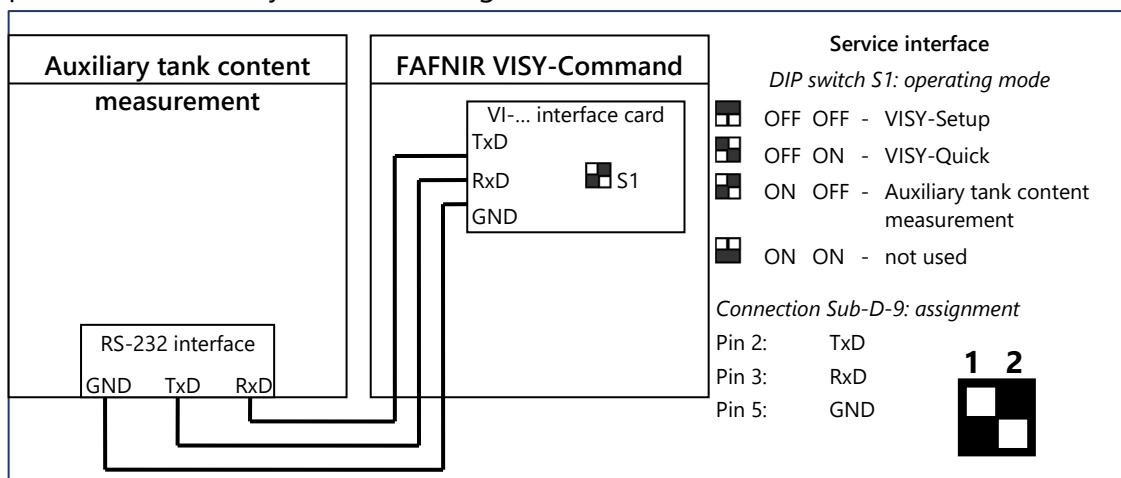 Auxiliary tank content
measurement
RS-232 interface
GND TxD RxD
FAFNIR VISY-Command
VI-... interface card
TxD
RxD
GND
S1
Service interface
DIP switch S1: operating mode
OFF OFF - VISY-Setup
OFF ON - VISY-Quick
ON OFF - Auxiliary tank content
measurement
ON ON - not used
Connection Sub-D-9: assignment
Pin 2: TxD
Pin 3: RxD
Pin 5: GND
1 2